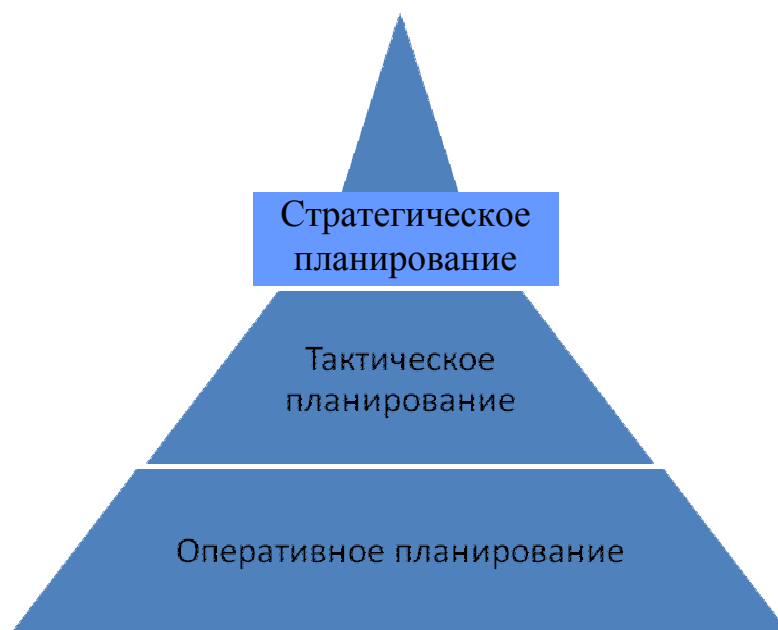 Стратегическое
планирование
Тактическое
планирование
Оперативное планирование